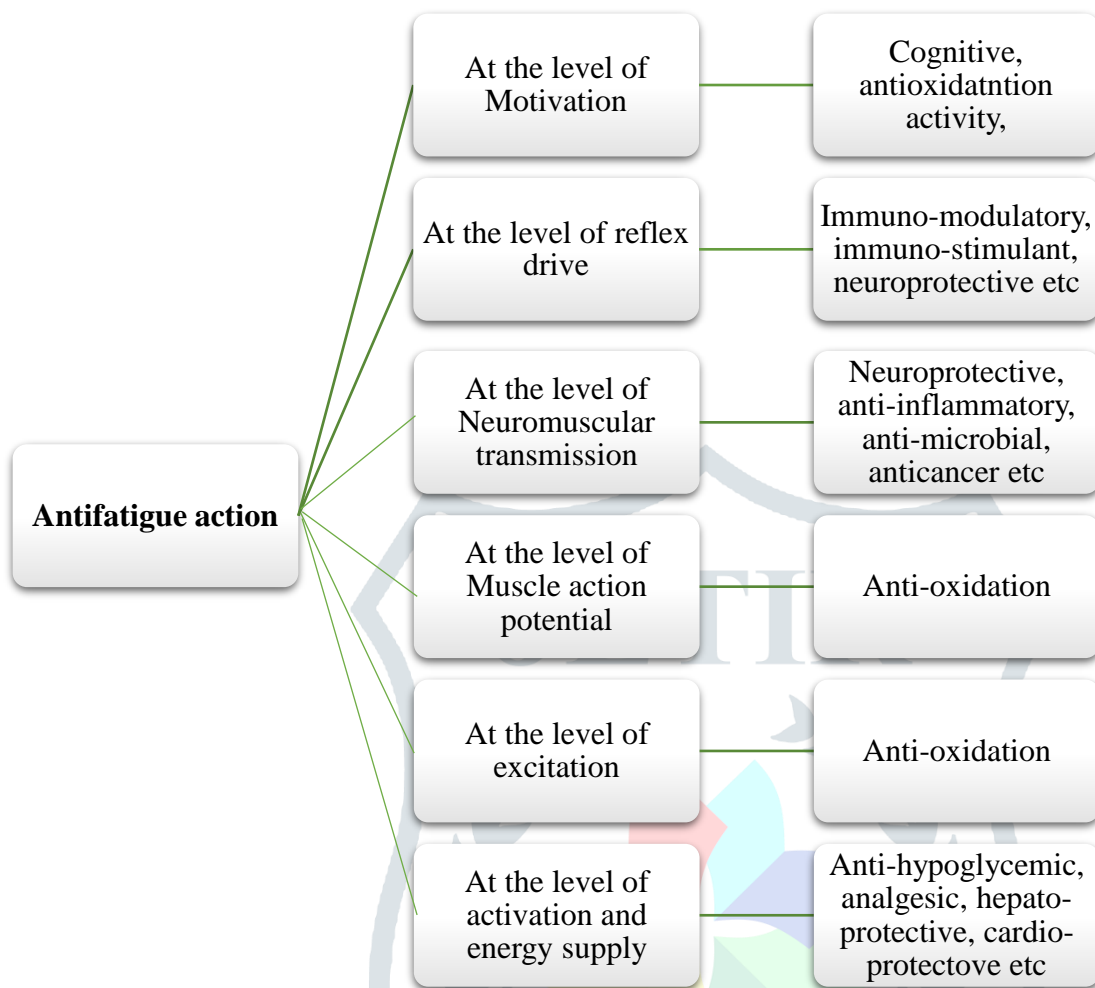 At the level of
Motivation
Cognitive,
antioxidatntion
activity,
At the level of reflex
drive
Immuno-modulatory,
immuno-stimulant,
neuroprotective etc
At the level of
Neuromuscular
transmission
Neuroprotective,
anti-inflammatory,
anti-microbial,
anticancer etc
Antifatigue action
At the level of
Muscle action
potential
Anti-oxidation
At the level of
excitation
Anti-oxidation
At the level of
activation and
energy supply
Anti-hypoglycemic,
analgesic, hepato-
protective, cardio-
protectove etc